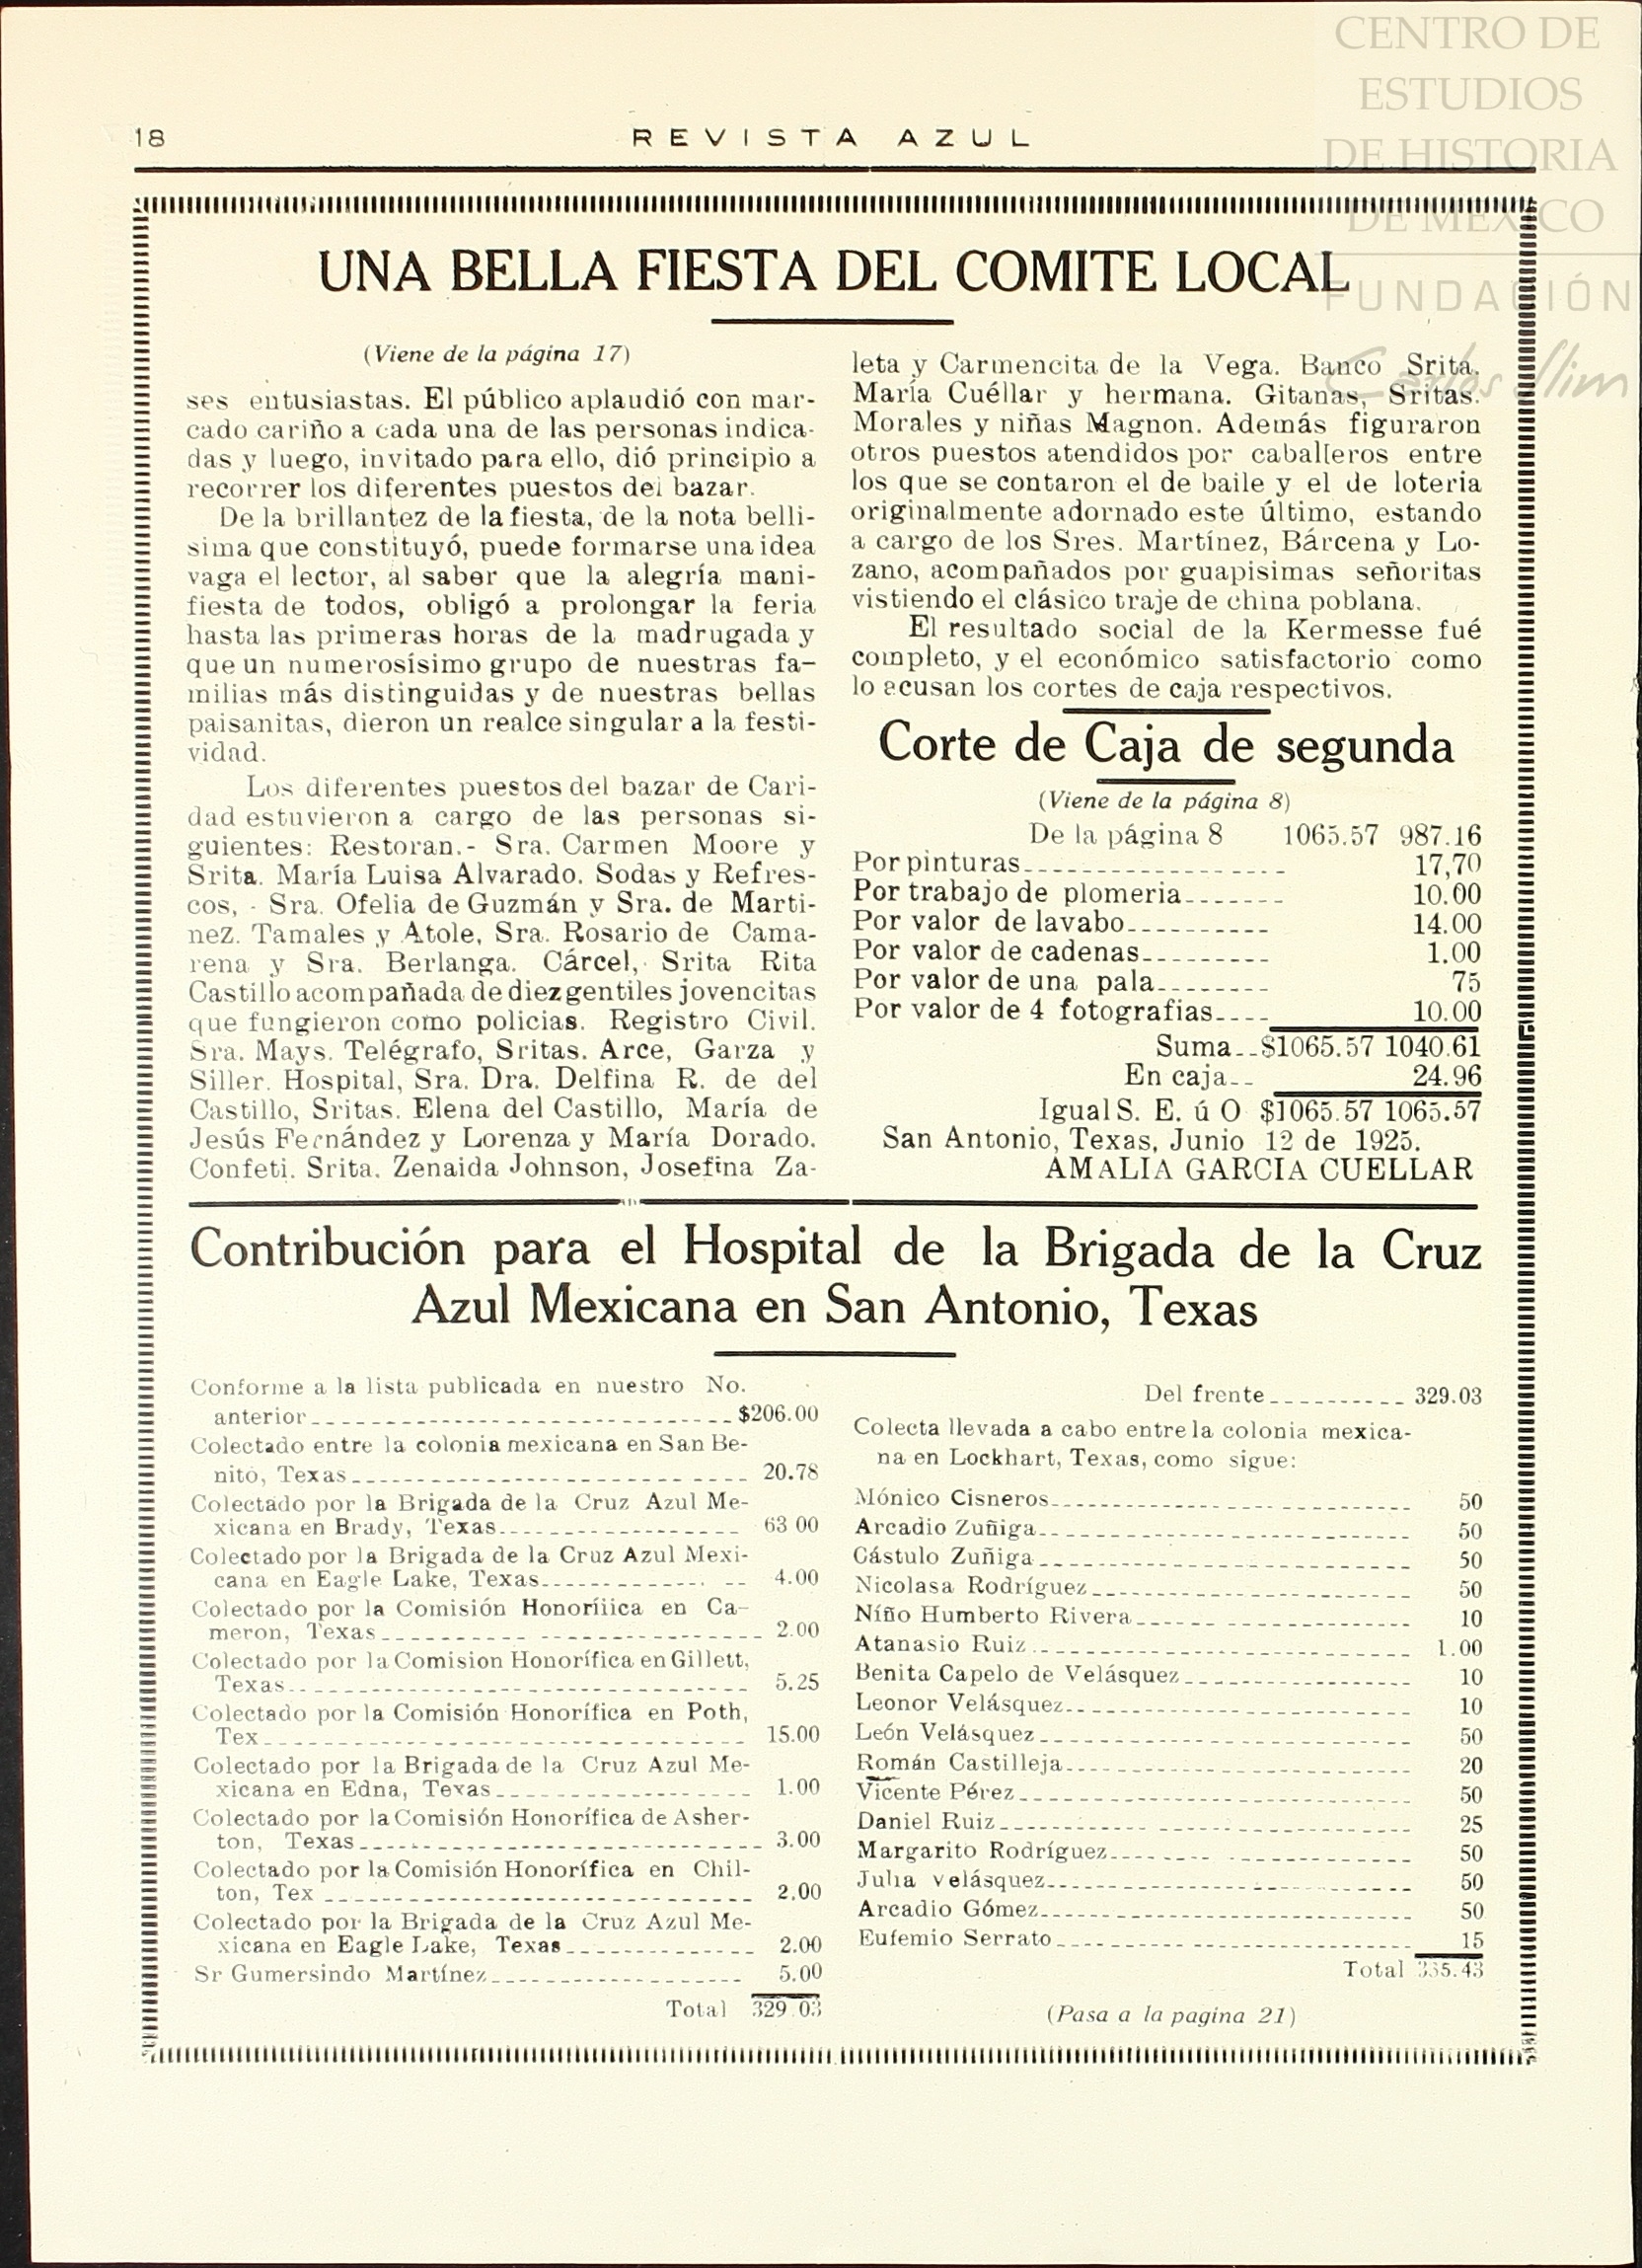 CENTRO DE
ESTUDIOS
DE HISTORIA
DE MEXICO
FUNDACIÓN
Carlos Slim
18
REVISTA AZUL
UNA BELLA FIESTA DEL COMITE LOCAL
(Viene de la página 17)
ses entusiastas. El público aplaudió con mar-
cado cariño a cada una de las personas indica-
das y luego, invitado para ello, dió principio a
recorrer los diferentes puestos del bazar.
De la brillantez de la fiesta, de la nota belli-
sima que constituyó, puede formarse una idea
vaga el lector, al saber que la alegría mani-
fiesta de todos, obligó a prolongar la feria
hasta las primeras horas de la madrugada y
que un numerosísimo grupo de nuestras fa-
milias más distinguidas y de nuestras bellas
paisanitas, dieron un realce singular a la festi-
vidad.
Los diferentes puestos del bazar de Cari-
dad estuvieron a cargo de las personas si-
guientes: Restoran.- Sra. Carmen Moore y
Srita. María Luisa Alvarado. Sodas y Refres-
cos, - Sra. Ofelia de Guzmán y Sra. de Marti-
nez. Tamales y Atole, Sra. Rosario de Cama-
rena y Sra. Berlanga. Cárcel, Srita Rita
Castillo acompañada de diez gentiles jovencitas
que fungieron como policias. Registro Civil.
Sra. Mays. Telégrafo, Sritas. Arce, Garza y
Siller. Hospital, Sra. Dra. Delfina R. de del
Castillo, Sritas. Elena del Castillo, María de
Jesús Fernández y Lorenza y María Dorado.
Confeti. Srita. Zenaida Johnson, Josefina Za-
leta y Carmencita de la Vega. Banco Srita.
María Cuéllar y hermana. Gitanas, Sritas.
Morales y niñas Magnon. Además figuraron
otros puestos atendidos por caballeros entre
los que se contaron el de baile y el de loteria
originalmente adornado este último, estando
a cargo de los Sres. Martínez, Bárcena y Lo-
zano, acompañados por guapisimas señoritas
vistiendo el clásico traje de china poblana.
El resultado social de la Kermesse fué
completo, y el económico satisfactorio como
lo acusan los cortes de caja respectivos.
Corte de Caja de segunda
(Viene de la página 8)
De la página 8 1065.57 987.16
Por pinturas 17,70
Por trabajo de plomeria 10.00
Por valor de lavabo 14.00
Por valor de cadenas 1.00
Por valor de una pala 75
Por valor de 4 fotografias 10.00
Suma $1065.57 1040.61
En caja 24.96
Igual S. E. ú O $1065.57 1065.57
San Antonio, Texas, Junio 12 de 1925.
AMALIA GARCIA CUELLAR
Contribución para el Hospital de la Brigada de la Cruz
Azul Mexicana en San Antonio, Texas
Conforme a la lista publicada en nuestro No.
anterior $206.00
Colectado entre la colonia mexicana en San Be-
nito, Texas 20.78
Colectado por la Brigada de la Cruz Azul Me-
xicana en Brady, Texas 63 00
Colectado por la Brigada de la Cruz Azul Mexi-
cana en Eagle Lake, Texas 4.00
Colectado por la Comisión Honoríiica en Ca-
meron, Texas 2.00
Colectado por la Comision Honorífica en Gillett,
Texas 5.25
Colectado por la Comisión Honorífica en Poth,
Tex 15.00
Colectado por la Brigada de la Cruz Azul Me-
xicana en Edna, Texas 1.00
Colectado por la Comisión Honorífica de Asher-
ton, Texas 3.00
Colectado por la Comisión Honorífica en Chil-
ton, Tex 2.00
Colectado por la Brigada de la Cruz Azul Me-
xicana en Eagle Lake, Texas 2.00
Sr Gumersindo Martínez 5.00
Total 329.03
Del frente 329.03
Colecta llevada a cabo entre la colonia mexica-
na en Lockhart, Texas, como sigue:
Mónico Cisneros 50
Arcadio Zuñiga 50
Cástulo Zuñiga 50
Nicolasa Rodríguez 50
Níño Humberto Rivera 10
Atanasio Ruiz 1.00
Benita Capelo de Velásquez 10
Leonor Velásquez 10
León Velásquez 50
Román Castilleja 20
Vicente Pérez 50
Daniel Ruiz 25
Margarito Rodríguez 50
Julia velásquez 50
Arcadio Gómez 50
Eufemio Serrato 15
Total 335.43
(Pasa a la pagina 21)